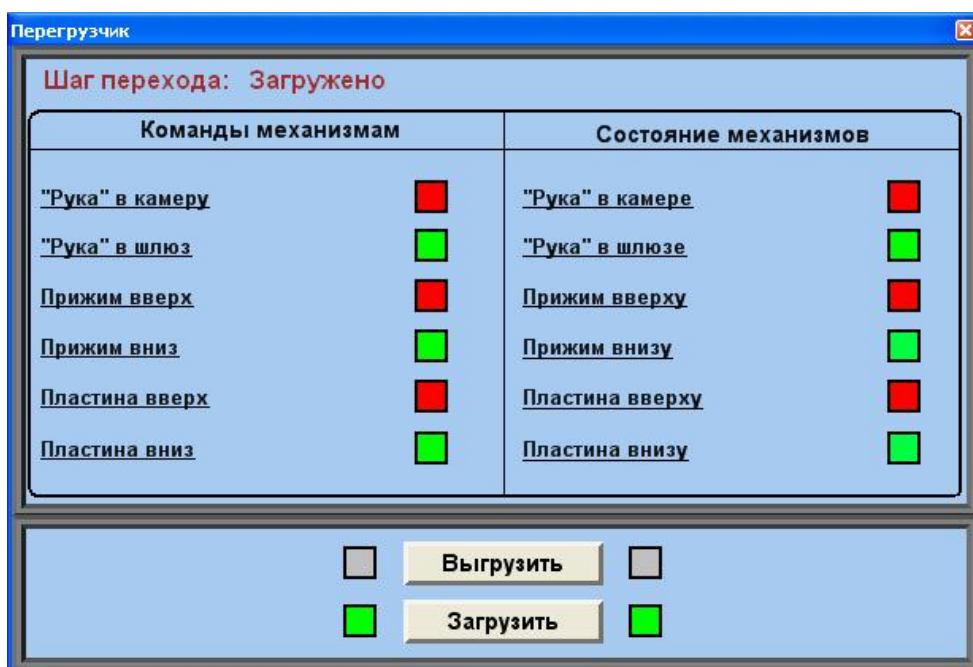 Перегрузчик
Шаг перехода: Загружено
Команды механизмам
Состояние механизмов
"Рука" в камеру
"Рука" в камере
"Рука" в шлюз
"Рука" в шлюзе
Прижим вверх
Прижим вверху
Прижим вниз
Прижим внизу
Пластина вверх
Пластина вверху
Пластина вниз
Пластина внизу
Выгрузить
Загрузить